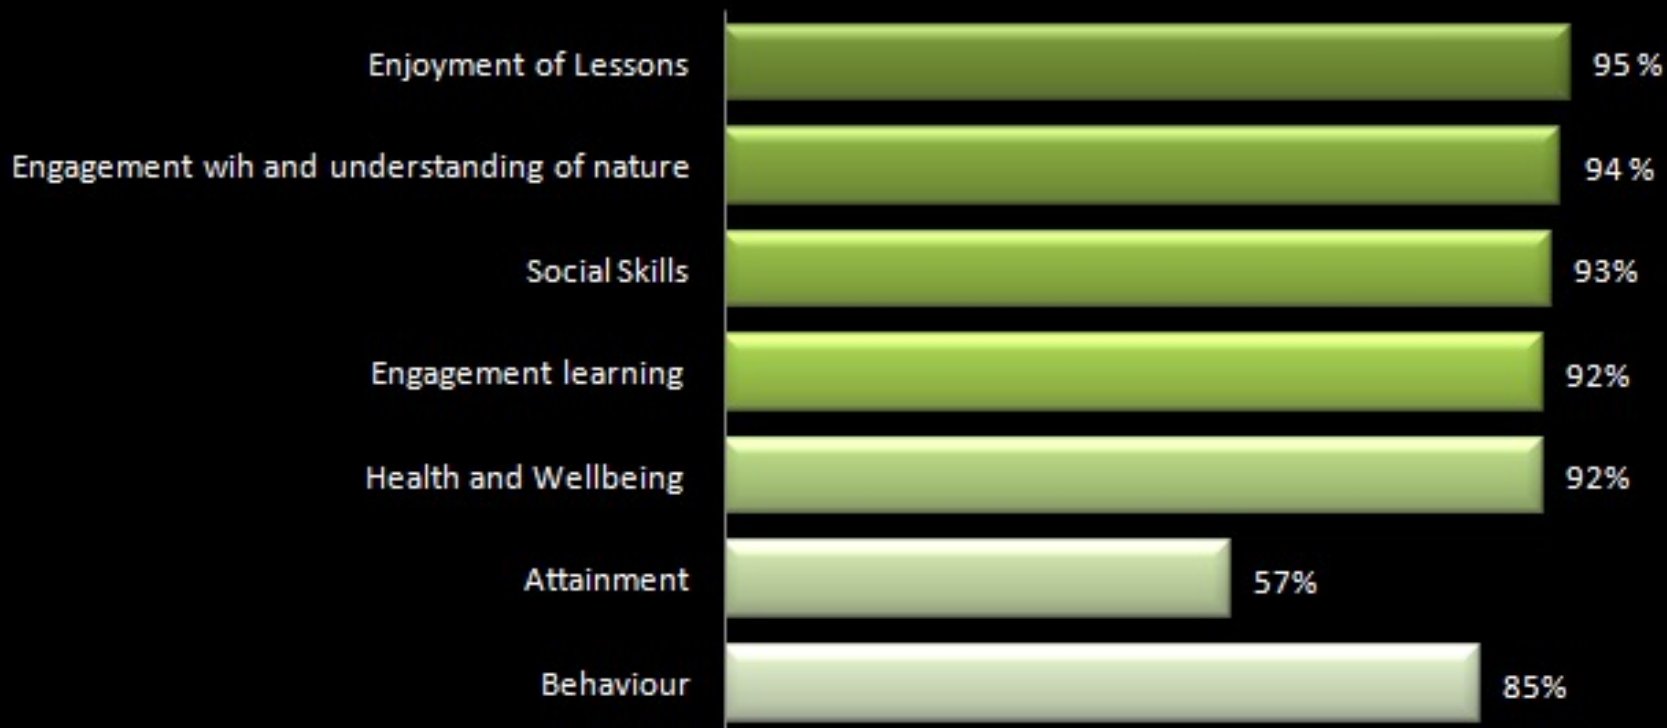 Enjoyment of Lessons 95 %
Engagement wih and understanding of nature 94 %
Social Skills 93%
Engagement learning 92%
Health and Wellbeing 92%
Attainment 57%
Behaviour 85%